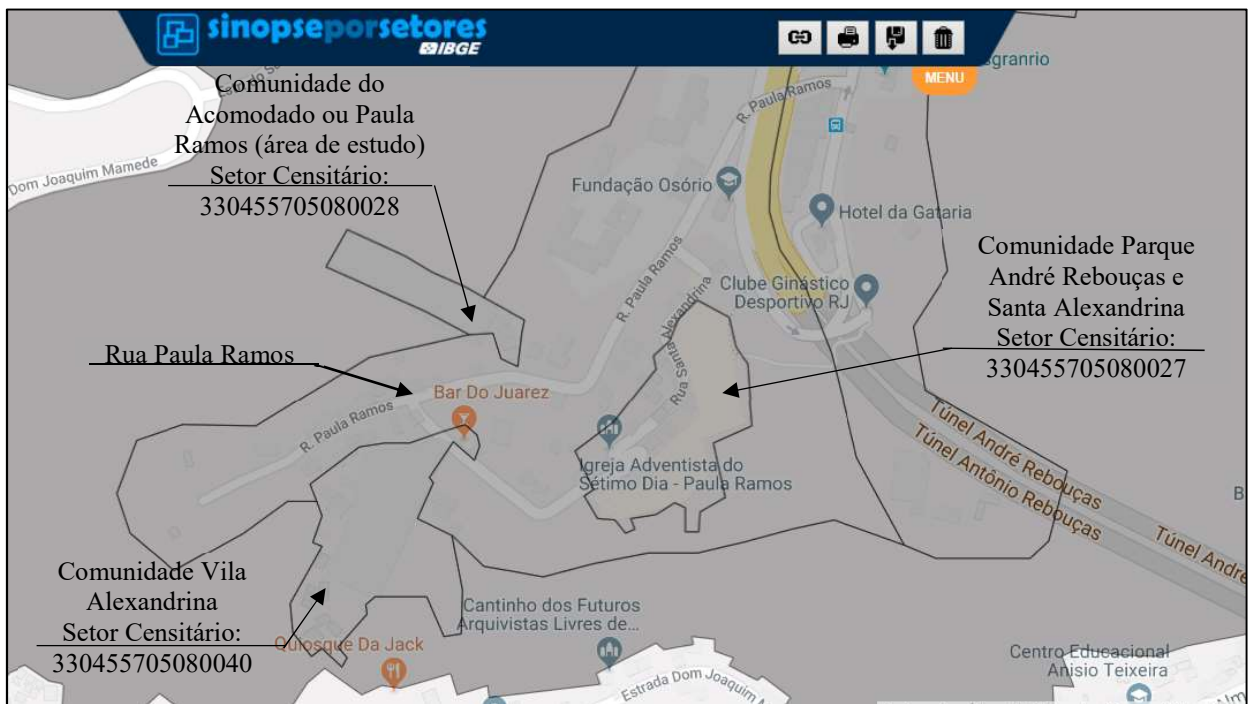 sinopseporsetores
IBGE
MENU
Comunidade do
Acomodado ou Paula
Ramos (área de estudo)
Setor Censitário:
330455705080028
Dom Joaquim Mamede
R. Paula Ramos
Fundação Osório
Hotel da Gataria
Clube Ginástico
Desportivo RJ
R. Paula Ramos
Rua Santa Alexandrina
Comunidade Parque
André Rebouças e
Santa Alexandrina
Setor Censitário:
330455705080027
Rua Paula Ramos
Bar Do Juarez
R. Paula Ramos
Igreja Adventista do
Sétimo Dia - Paula Ramos
Túnel André Rebouças
Túnel Antônio Rebouças
Túnel Andre
Comunidade Vila
Alexandrina
Setor Censitário:
330455705080040
Cantinho dos Futuros
Arquivistas Livres de...
Quiosque Da Jack
Estrada Dom Joaquim
Centro Educacional
Anisio Teixeira